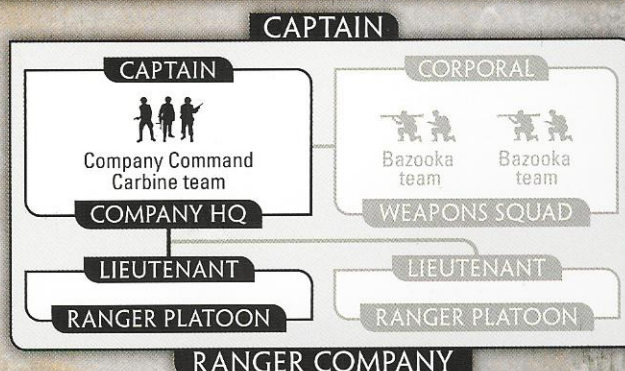 CAPTAIN
CAPTAIN
Company Command
Carbine team
COMPANY HQ
CORPORAL
Bazooka
team
Bazooka
team
WEAPONS SQUAD
LIEUTENANT
RANGER PLATOON
LIEUTENANT
RANGER PLATOON
RANGER COMPANY